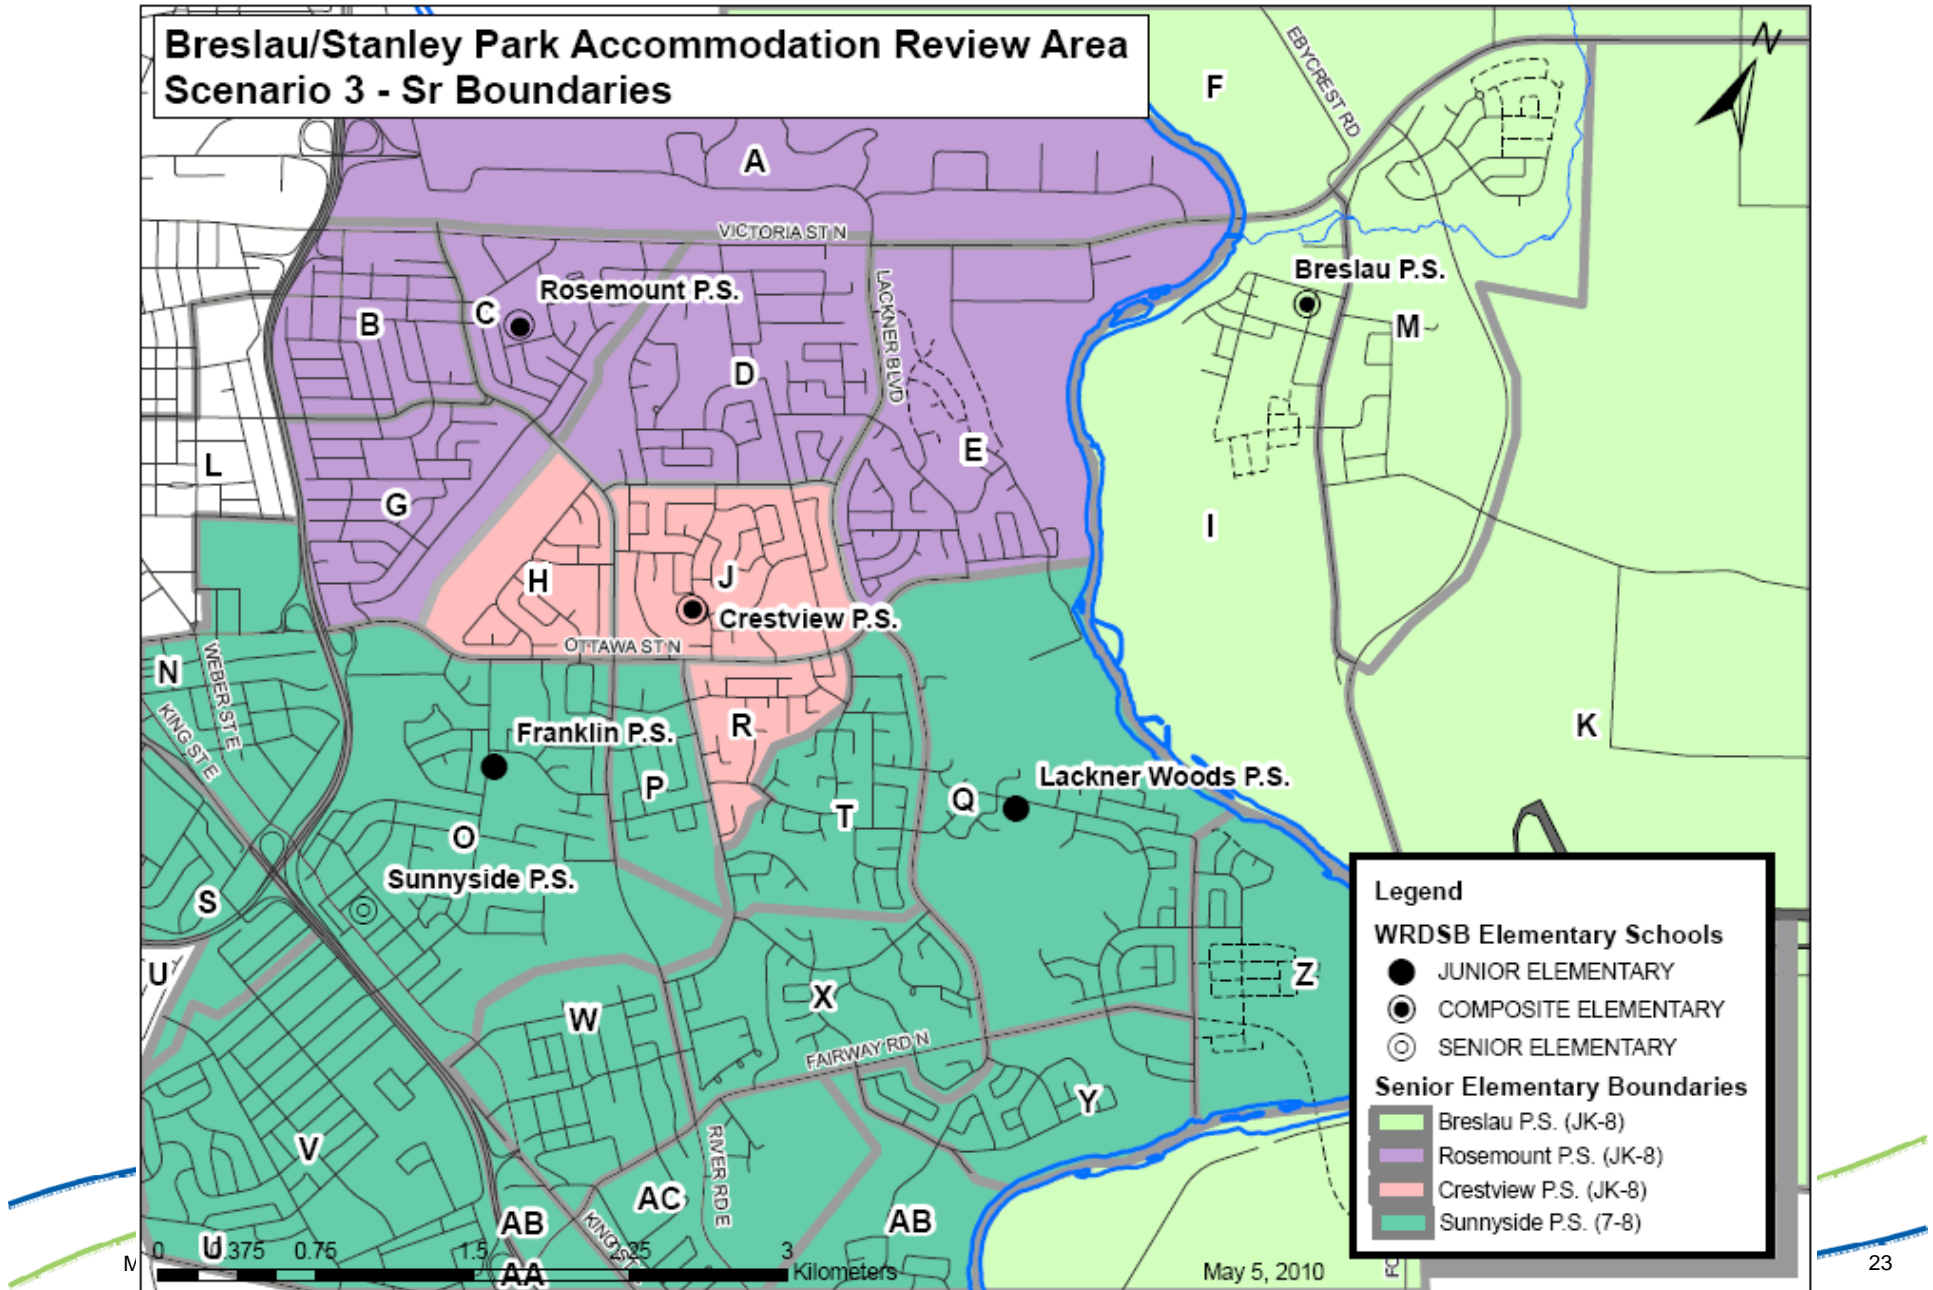 Breslau/Stanley Park Accommodation Review Area
Scenario 3 - Sr Boundaries
N
F
EBYCREST RD
A
VICTORIA ST N
Breslau P.S.
Rosemount P.S.
LACKNER BLVD
B
C
M
D
E
L
G
I
H
J
Crestview P.S.
OTTAWA ST N
N
WEBER ST E
KING ST E
Franklin P.S.
R
K
P
Lackner Woods P.S.
Q
T
O
Sunnyside P.S.
S
U
Z
X
W
FAIRWAY RD N
Y
V
RIVER RD E
AC
AB
AB
KING ST E
U
AA
0 0.375 0.75 1.5 2.25 3
Kilometers
May 5, 2010
Legend
WRDSB Elementary Schools
JUNIOR ELEMENTARY
COMPOSITE ELEMENTARY
SENIOR ELEMENTARY
Senior Elementary Boundaries
Breslau P.S. (JK-8)
Rosemount P.S. (JK-8)
Crestview P.S. (JK-8)
Sunnyside P.S. (7-8)
23